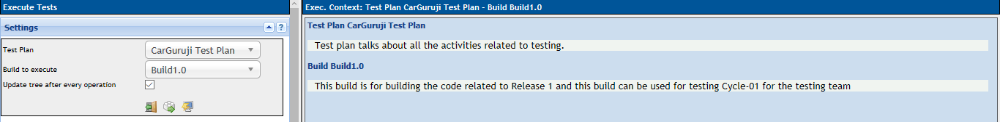 Execute Tests
Settings
?
Test Plan
CarGuruji Test Plan
Build to execute
Build1.0
Update tree after every operation
Exec. Context: Test Plan CarGuruji Test Plan - Build Build1.0
Test Plan CarGuruji Test Plan
Test plan talks about all the activities related to testing.
Build Build1.0
This build is for building the code related to Release 1 and this build can be used for testing Cycle-01 for the testing team